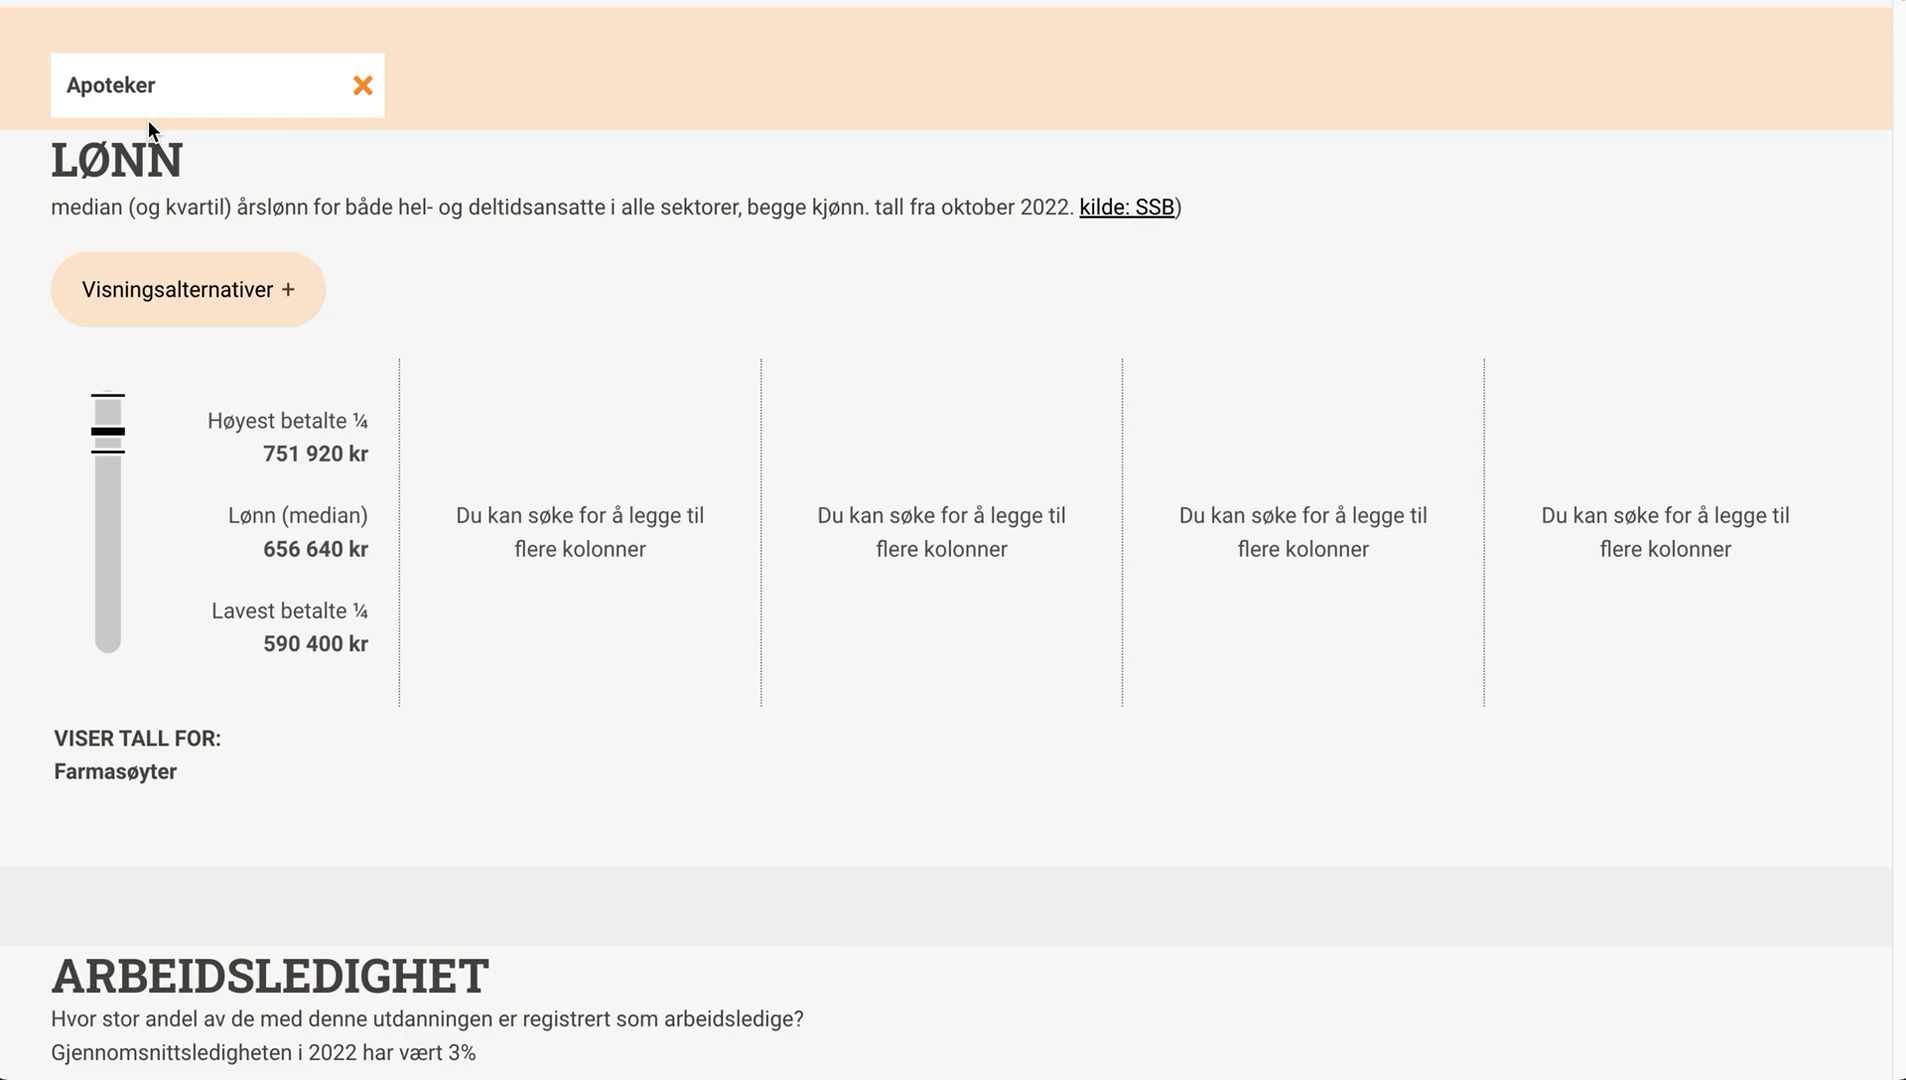 Apoteker
LØNN
median (og kvartil) årslønn for både hel- og deltidsansatte i alle sektorer, begge kjønn. tall fra oktober 2022. kilde: SSB)
Visningsalternativer +
Høyest betalte ¼
751 920 kr
Lønn (median)
656 640 kr
Lavest betalte ¼
590 400 kr
Du kan søke for å legge til
flere kolonner
Du kan søke for å legge til
flere kolonner
Du kan søke for å legge til
flere kolonner
Du kan søke for å legge til
flere kolonner
VISER TALL FOR:
Farmasøyter
ARBEIDSLEDIGHET
Hvor stor andel av de med denne utdanningen er registrert som arbeidsledige?
Gjennomsnittsledigheten i 2022 har vært 3%